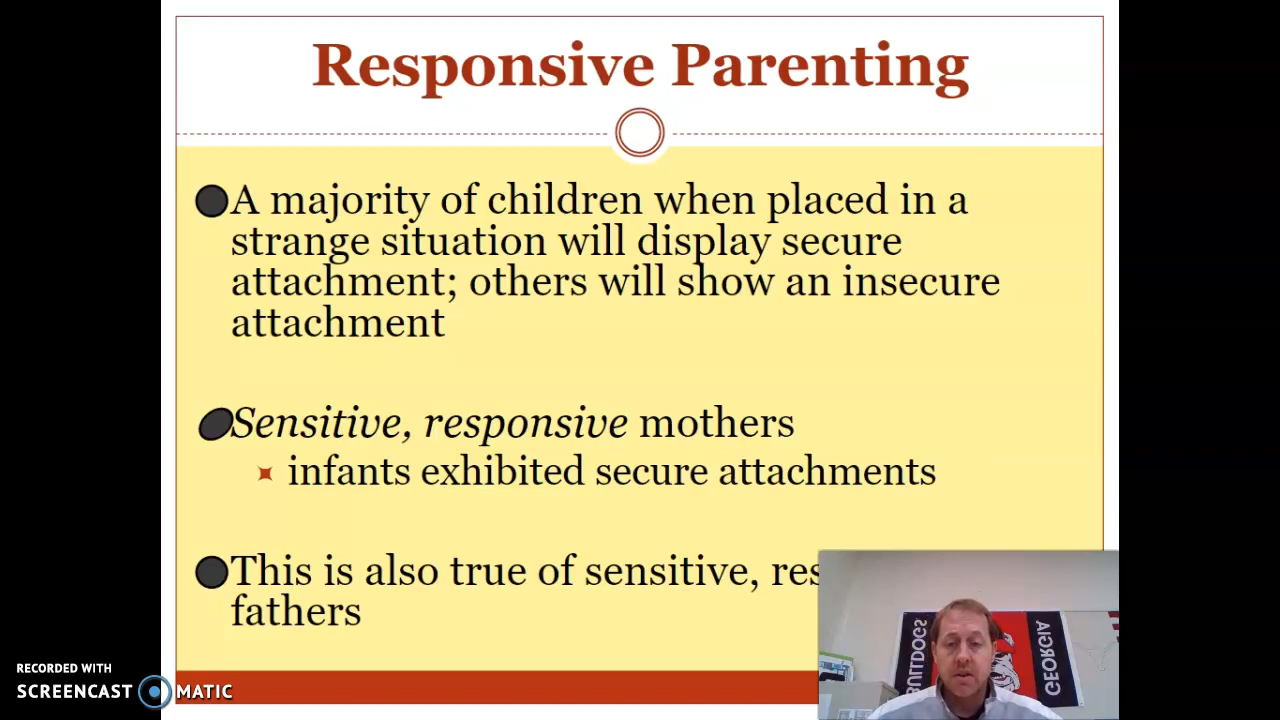 Responsive Parenting
A majority of children when placed in a
strange situation will display secure
attachment; others will show an insecure
attachment
Sensitive, responsive mothers
infants exhibited secure attachments
This is also true of sensitive, res
fathers
BULLDOGS
GEORGIA
RECORDED WITH
SCREENCAST MATIC